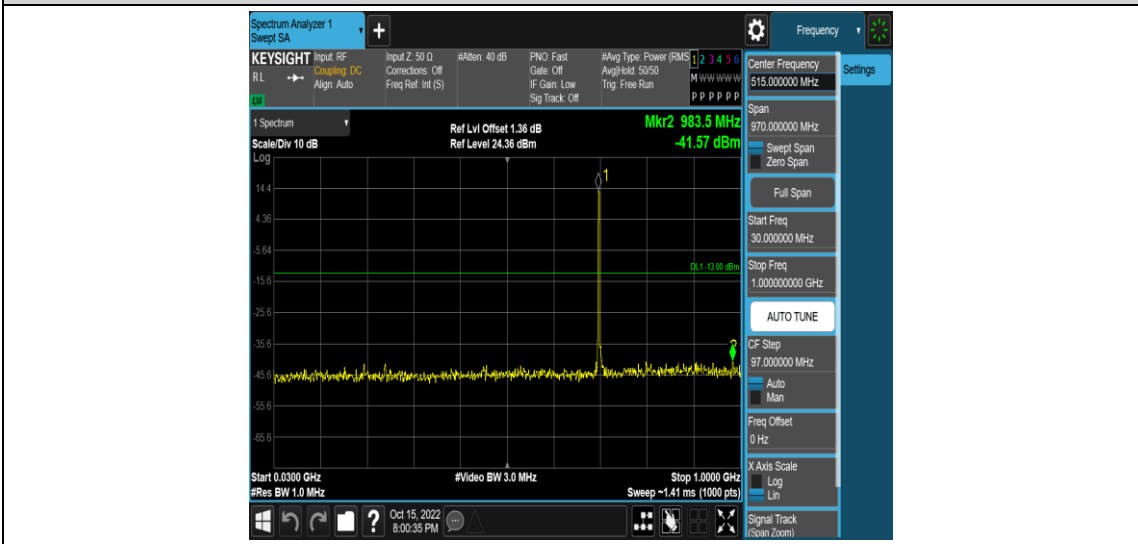 Spectrum Analyzer 1
Swept SA
+
Frequency
KEYSIGHT
RL
LXI
Input: RF
Coupling: DC
Align: Auto
Input Z: 50 Ω
Corrections: Off
Freq Ref: Int (S)
#Atten: 40 dB
PNO: Fast
Gate: Off
IF Gain: Low
Sig Track: Off
#Avg Type: Power (RMS
Avg|Hold: 50/50
Trig: Free Run
1 2 3 4 5 6
M W W W W W
P P P P P P
Center Frequency
515.000000 MHz
Settings
Span
970.000000 MHz
Swept Span
Zero Span
Full Span
Start Freq
30.000000 MHz
Stop Freq
1.000000000 GHz
AUTO TUNE
CF Step
97.000000 MHz
Auto
Man
Freq Offset
0 Hz
X Axis Scale
Log
Lin
Signal Track
(Span Zoom)
1 Spectrum
Scale/Div 10 dB
Log
Ref Lvl Offset 1.36 dB
Ref Level 24.36 dBm
Mkr2 983.5 MHz
-41.57 dBm
1
14.4
4.36
-5.64
DL1 -13.00 dBm
-15.6
-25.6
-35.6
2
-45.6
-55.6
-65.6
Start 0.0300 GHz
#Res BW 1.0 MHz
#Video BW 3.0 MHz
Stop 1.0000 GHz
Sweep ~1.41 ms (1000 pts)
?
Oct 15, 2022
8:00:35 PM